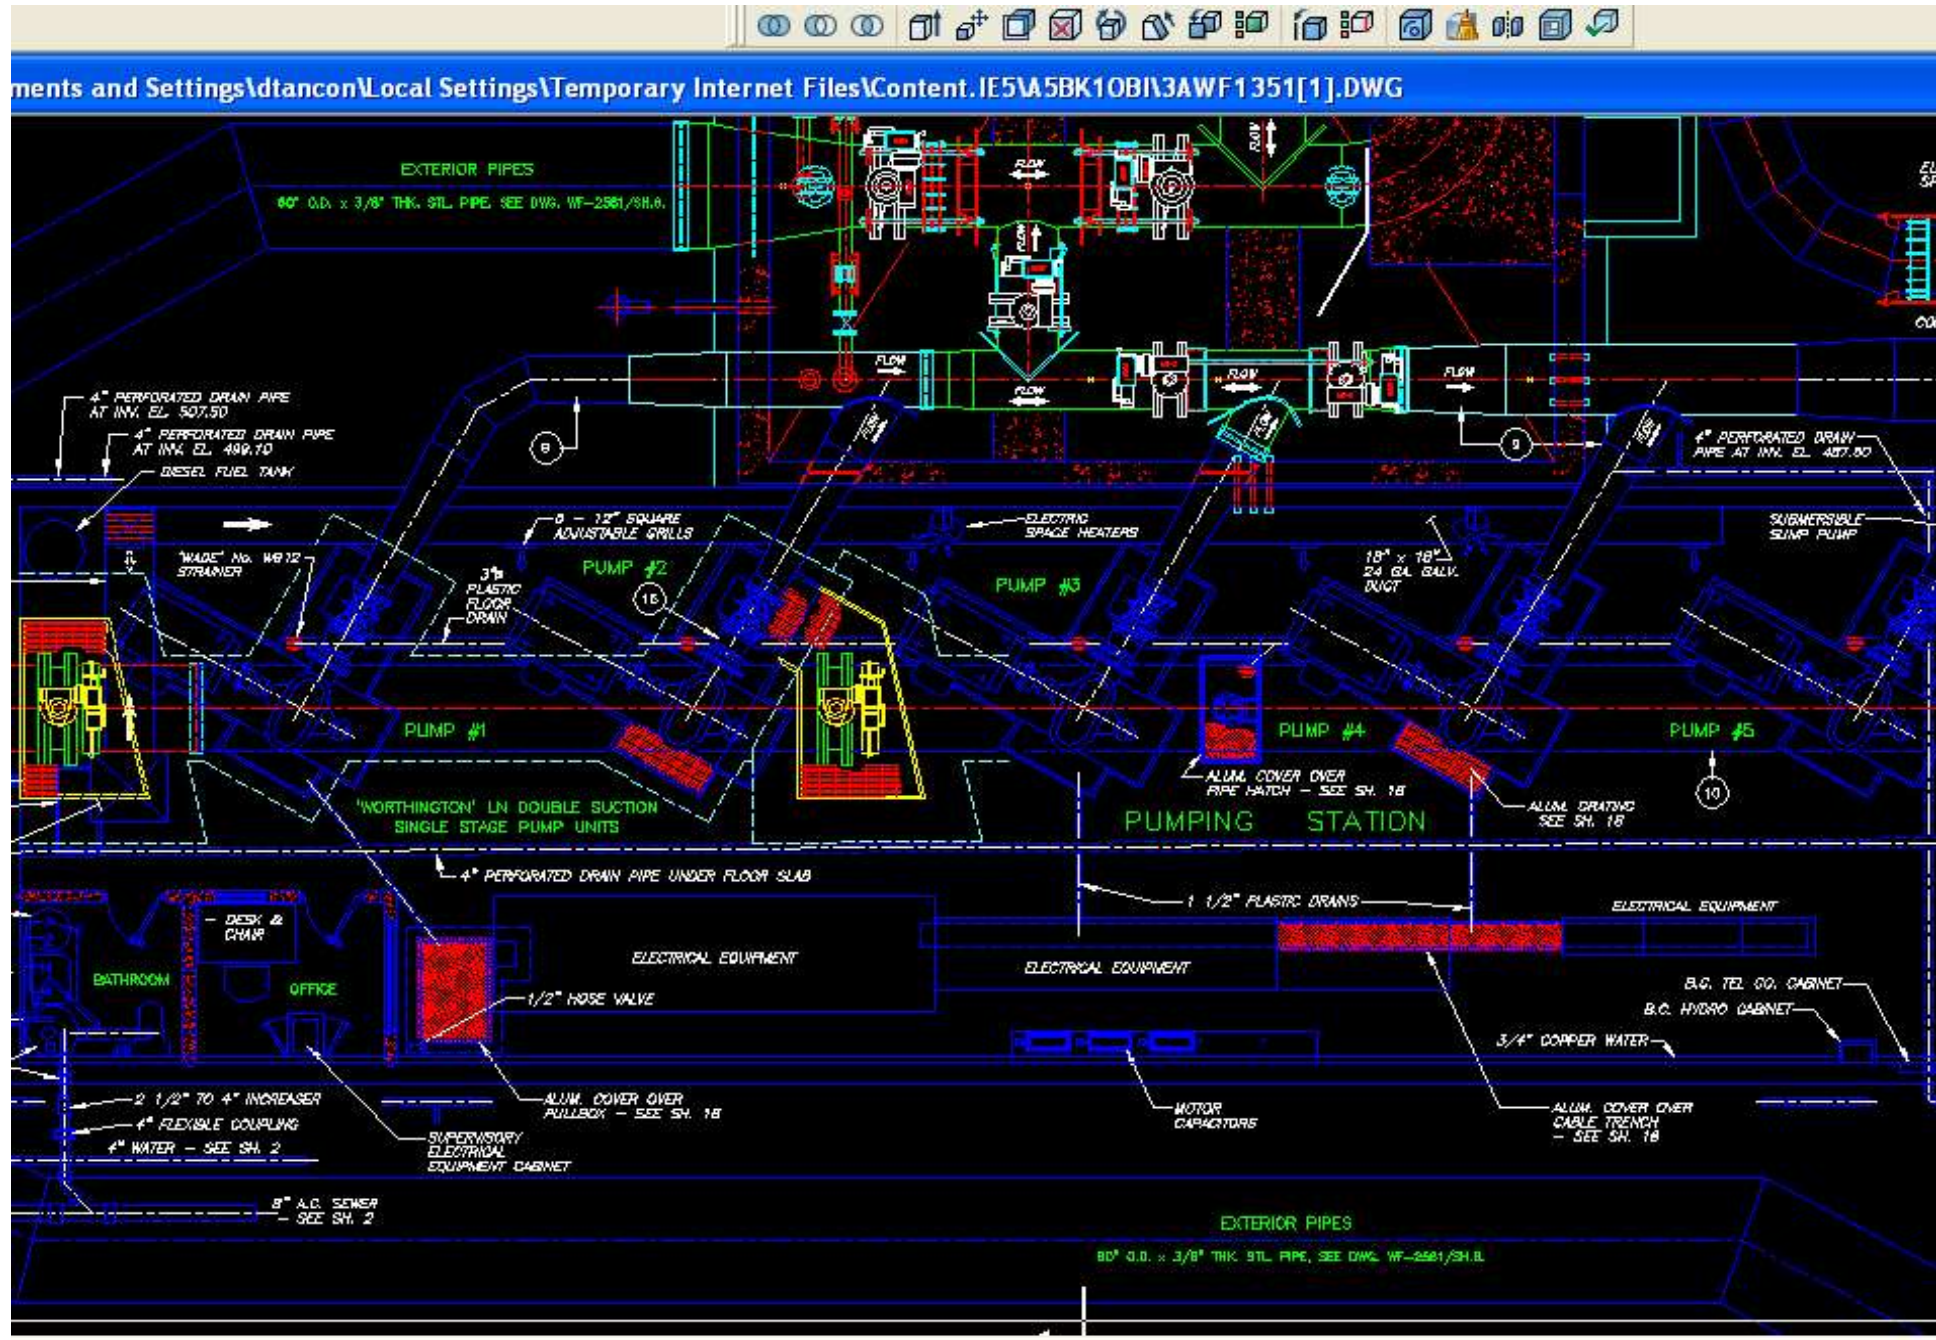 ments and Settings\dtancon\Local Settings\Temporary Internet Files\Content.IE5\A5BK1OBI\3AWF1351[1].DWG
EXTERIOR PIPES
60" O.D. x 3/8" THK. STL. PIPE, SEE DWG. WF-2561/SH.8.
FLOW
FLOW
FLOW
FLOW
FLOW
FLOW
FLOW
4" PERFORATED DRAIN PIPE
AT INV. EL. 507.50
4" PERFORATED DRAIN PIPE
AT INV. EL. 499.10
DIESEL FUEL TANK
9
4" PERFORATED DRAIN
PIPE AT INV. EL.
'WADE' No.
STRAINER
12" SQUARE
ADJUSTABLE GRILLS
ELECTRIC
SPACE HEATERS
18" x 18"
24 GA. GALV.
DUCT
SUBMERSIBLE
SUMP PUMP
3"ø
PLASTIC
FLOOR
DRAIN
PUMP #2
PUMP #3
PUMP #1
PUMP #4
PUMP #5
10
ALUM. COVER OVER
PIPE HATCH - SEE SH. 18
ALUM. GRATING
SEE SH. 18
'WORTHINGTON' LN DOUBLE SUCTION
SINGLE STAGE PUMP UNITS
PUMPING STATION
4" PERFORATED DRAIN PIPE UNDER FLOOR SLAB
1 1/2" PLASTIC DRAINS
ELECTRICAL EQUIPMENT
DESK &
CHAIR
BATHROOM
OFFICE
ELECTRICAL EQUIPMENT
ELECTRICAL EQUIPMENT
1/2" HOSE VALVE
B.C. TEL CO. CABINET
B.C. HYDRO CABINET
3/4" COPPER WATER
2 1/2" TO 4" INCREASER
4" FLEXIBLE COUPLING
4" WATER - SEE SH. 2
ALUM. COVER OVER
PULLBOX - SEE SH. 18
SUPERVISORY
ELECTRICAL
EQUIPMENT CABINET
MOTOR
CAPACITORS
ALUM. COVER OVER
CABLE TRENCH
- SEE SH. 18
8" A.C. SEWER
- SEE SH. 2
EXTERIOR PIPES
O.D. x 3/8" THK. STL. PIPE, SEE DWG. WF-2561/SH.8.